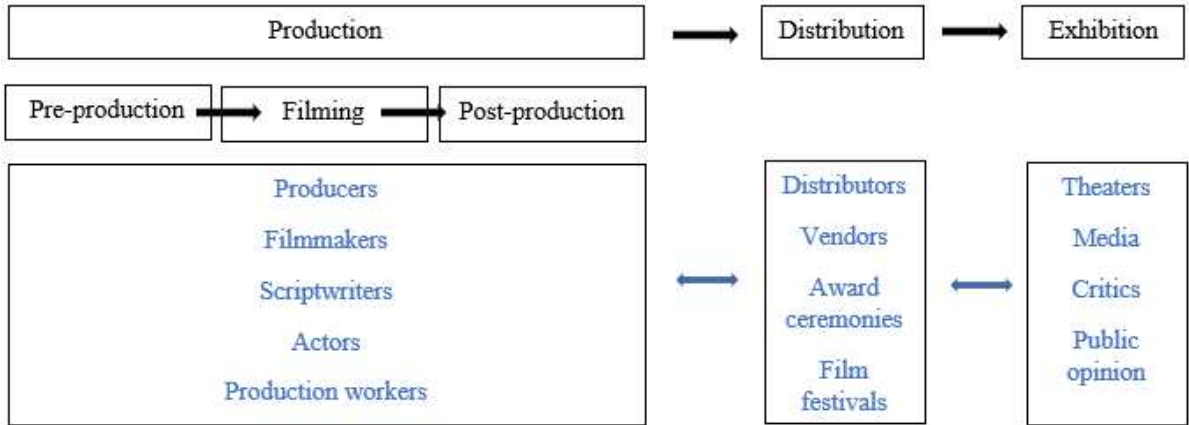 Production
Distribution
Exhibition
Pre-production
Filming
Post-production
Producers
Filmmakers
Scriptwriters
Actors
Production workers
Distributors
Vendors
Award
ceremonies
Film
festivals
Theaters
Media
Critics
Public
opinion